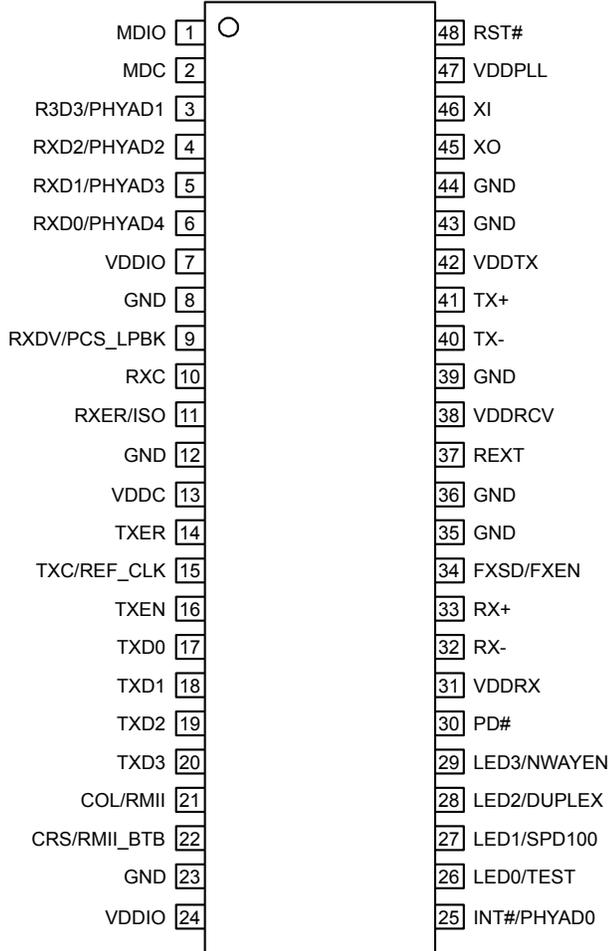 MDIO 1 48 RST#
MDC 2 47 VDDPLL
R3D3/PHYAD1 3 46 XI
RXD2/PHYAD2 4 45 XO
RXD1/PHYAD3 5 44 GND
RXD0/PHYAD4 6 43 GND
VDDIO 7 42 VDDTX
GND 8 41 TX+
RXDV/PCS_LPBK 9 40 TX-
RXC 10 39 GND
RXER/ISO 11 38 VDDRCV
GND 12 37 REXT
VDDC 13 36 GND
TXER 14 35 GND
TXC/REF_CLK 15 34 FXSD/FXEN
TXEN 16 33 RX+
TXD0 17 32 RX-
TXD1 18 31 VDDRX
TXD2 19 30 PD#
TXD3 20 29 LED3/NWAYEN
COL/RMII 21 28 LED2/DUPLEX
CRS/RMII_BTB 22 27 LED1/SPD100
GND 23 26 LED0/TEST
VDDIO 24 25 INT#/PHYAD0